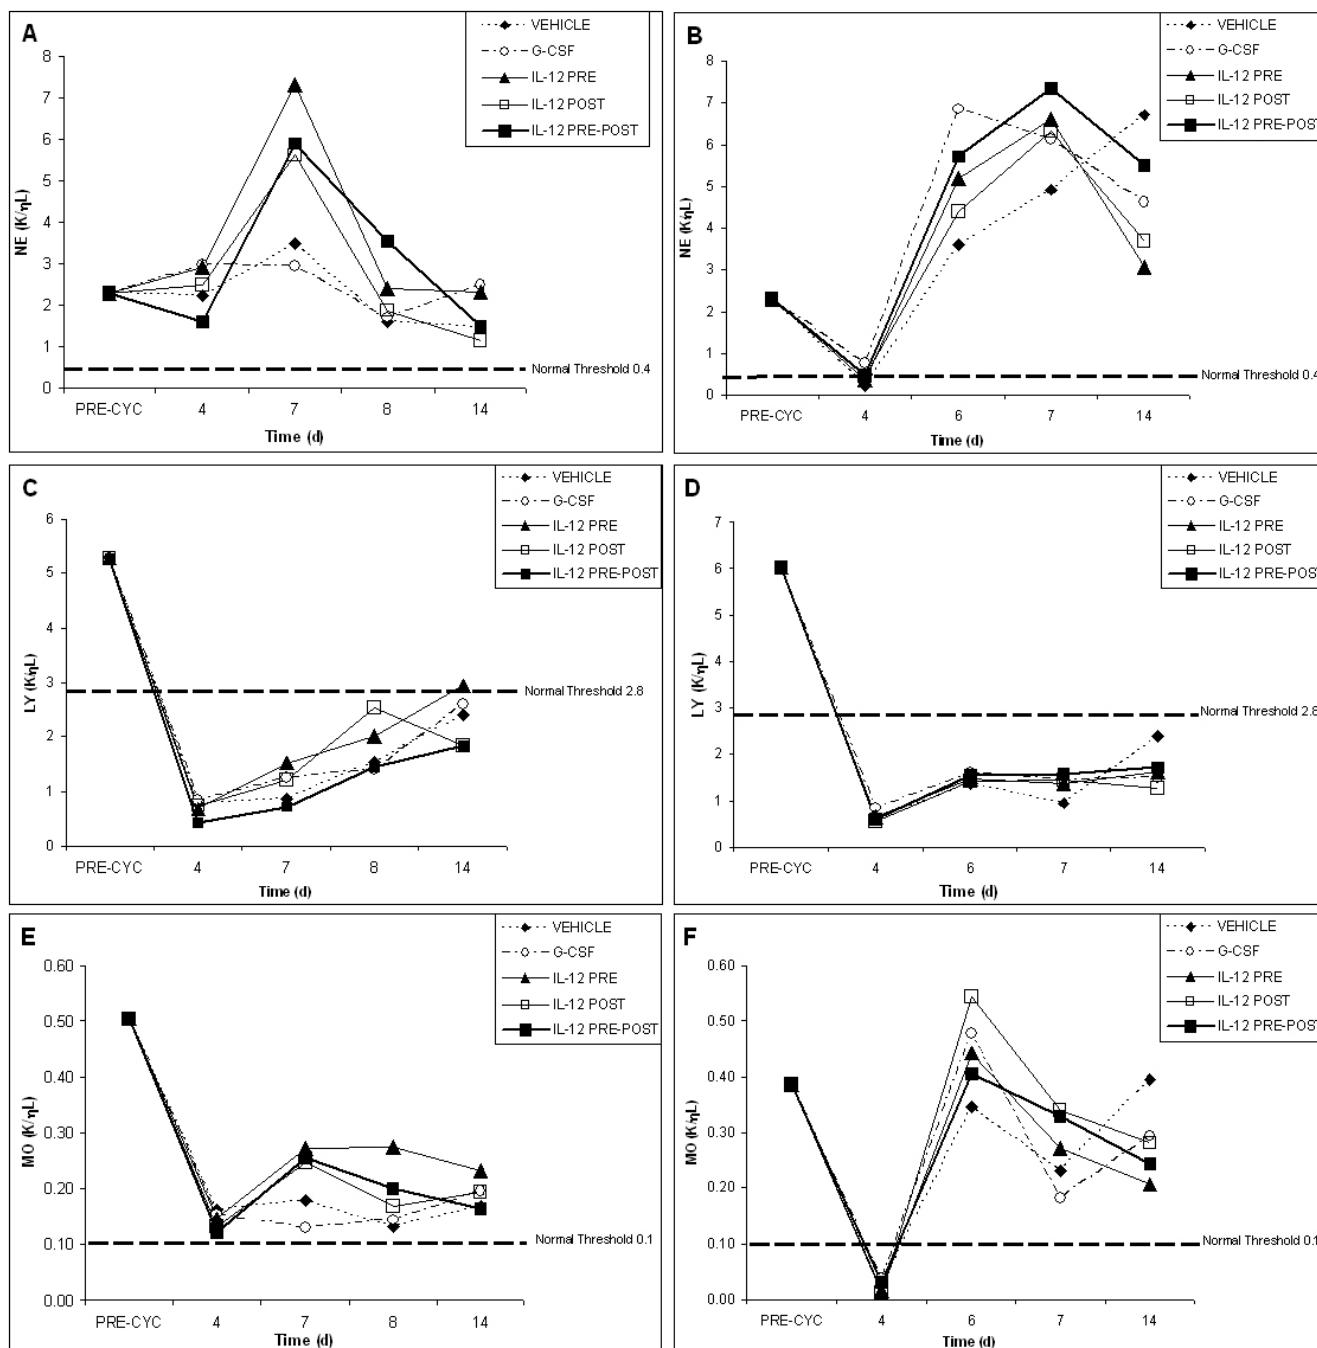 A
VEHICLE
G-CSF
IL-12 PRE
IL-12 POST
IL-12 PRE-POST
8
7
6
5
4
3
2
1
0
NE (K/ηL)
Normal Threshold 0.4
PRE-CYC 4 7 8 14
Time (d)
B
VEHICLE
G-CSF
IL-12 PRE
IL-12 POST
IL-12 PRE-POST
8
7
6
5
4
3
2
1
0
NE (K/ηL)
Normal Threshold 0.4
PRE-CYC 4 6 7 14
Time (d)
C
VEHICLE
G-CSF
IL-12 PRE
IL-12 POST
IL-12 PRE-POST
6
5
4
3
2
1
0
LY (K/ηL)
Normal Threshold 2.8
PRE-CYC 4 7 8 14
Time (d)
D
VEHICLE
G-CSF
IL-12 PRE
IL-12 POST
IL-12 PRE-POST
7
6
5
4
3
2
1
0
LY (K/ηL)
Normal Threshold 2.8
PRE-CYC 4 6 7 14
Time (d)
E
VEHICLE
G-CSF
IL-12 PRE
IL-12 POST
IL-12 PRE-POST
0.60
0.50
0.40
0.30
0.20
0.10
0.00
MO (K/ηL)
Normal Threshold 0.1
PRE-CYC 4 7 8 14
Time (d)
F
VEHICLE
G-CSF
IL-12 PRE
IL-12 POST
IL-12 PRE-POST
0.60
0.50
0.40
0.30
0.20
0.10
0.00
MO (K/ηL)
Normal Threshold 0.1
PRE-CYC 4 6 7 14
Time (d)